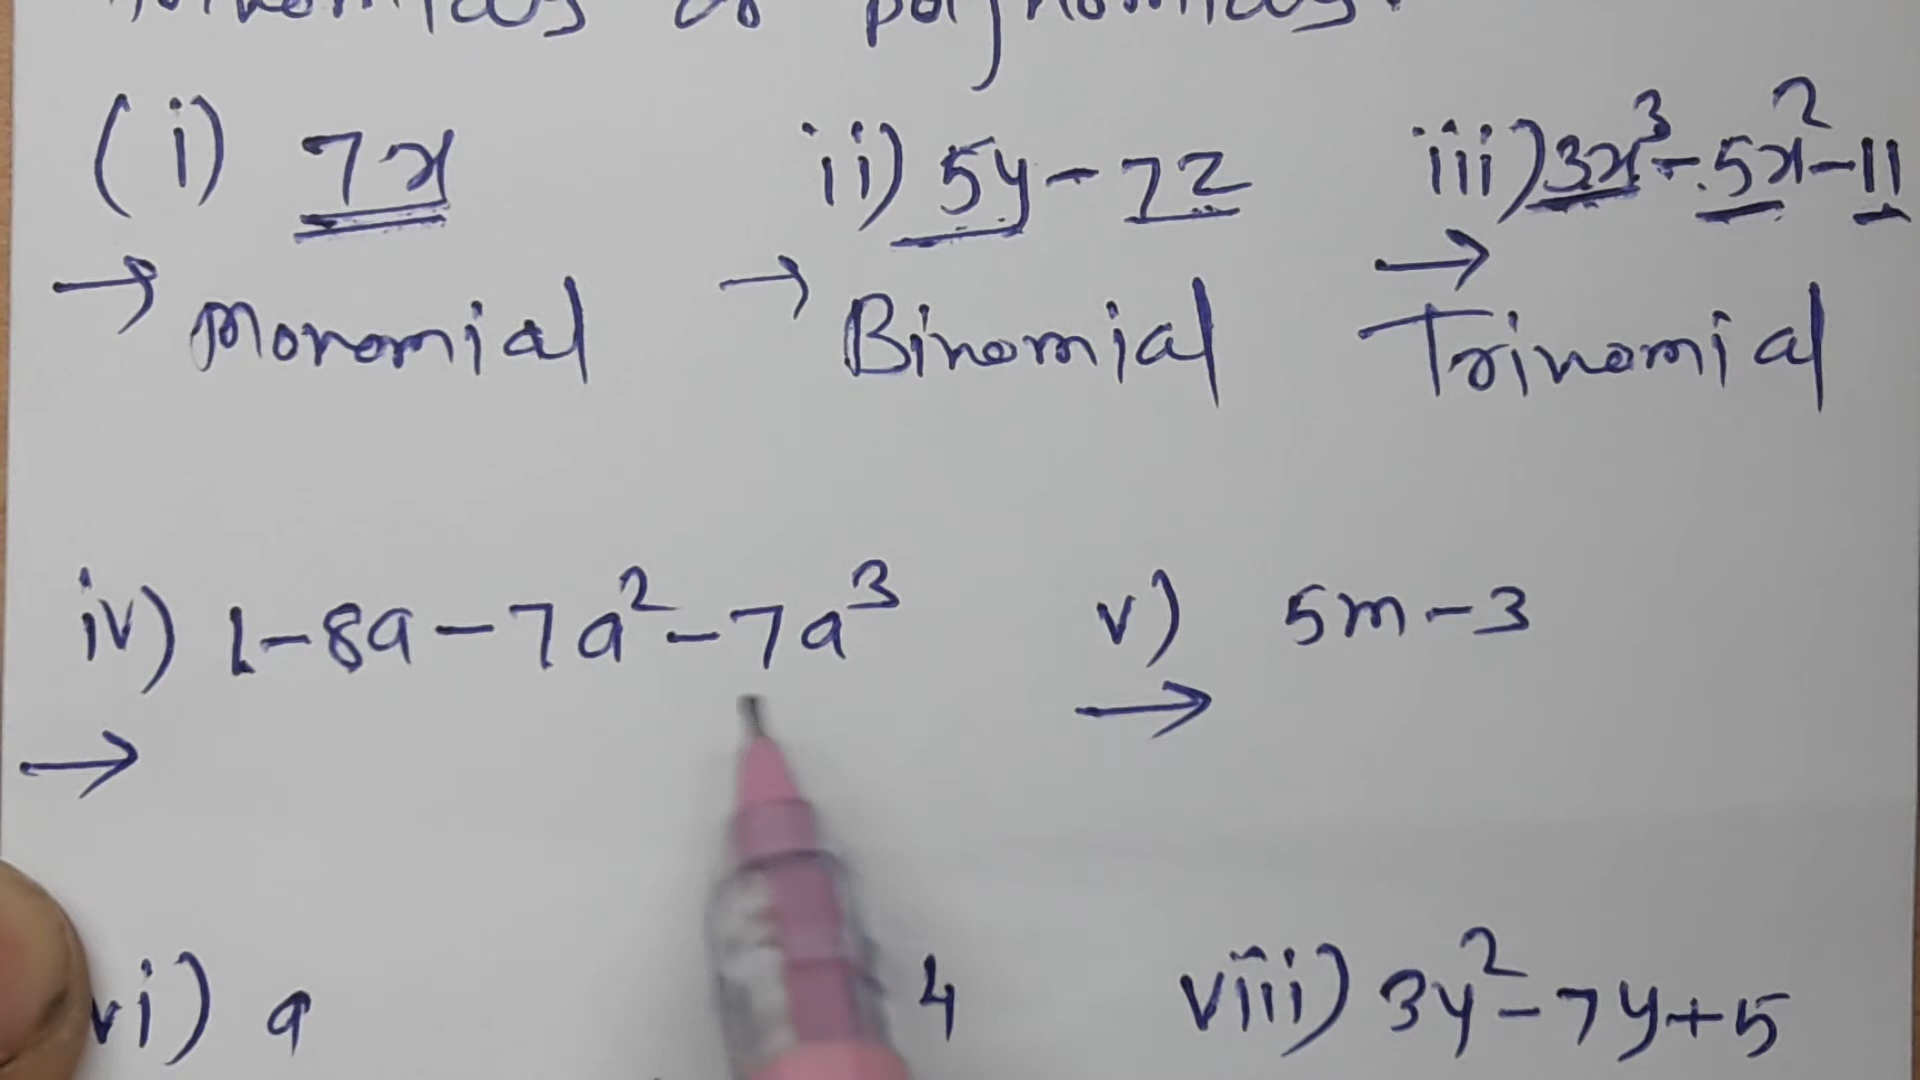 polynomials.
(i) 7x ii) 5y-7z iii) 3x³-5x²-11
→ Monomial → Binomial → Trinomial
iv) 1-8a-7a²-7a³ v) 5m-3
→ →
vi) a 4 viii) 3y²-7y+5